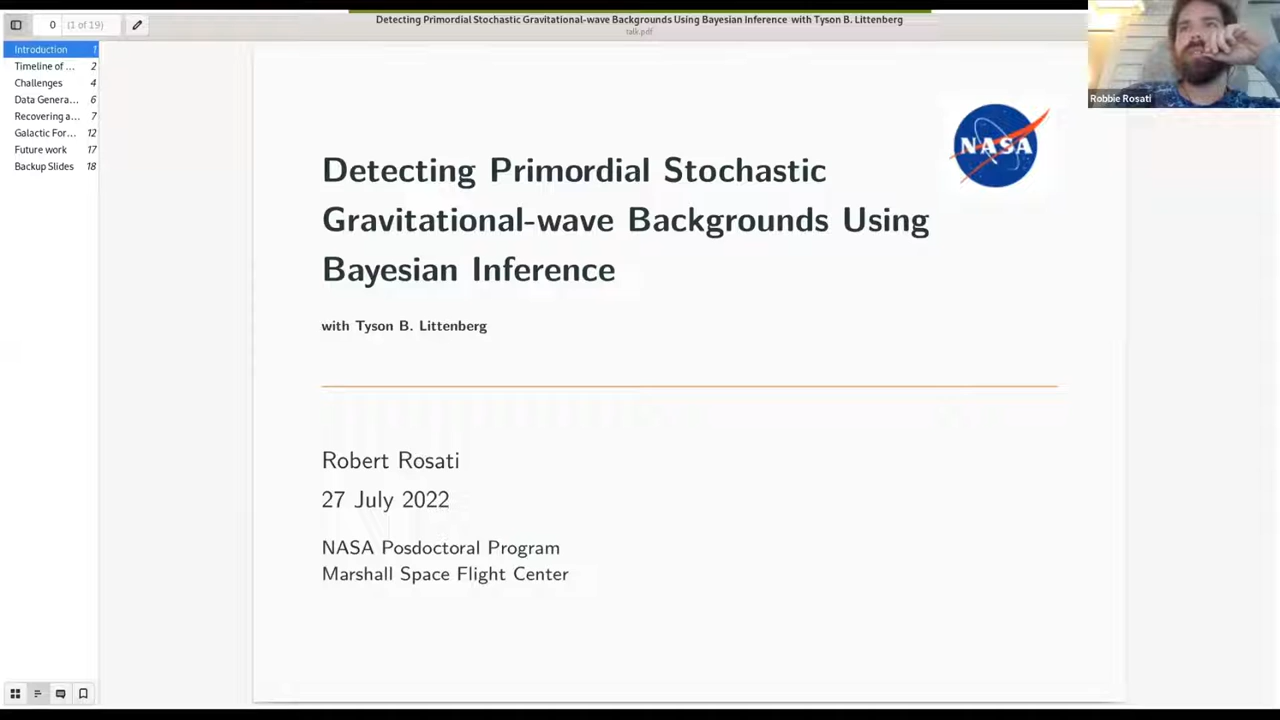 Detecting Primordial Stochastic Gravitational-wave Backgrounds Using Bayesian Inference with Tyson B. Littenberg
talk.pdf
0 (1 of 19)
Introduction 1
Timeline of ... 2
Challenges 4
Data Genera... 6
Recovering a... 7
Galactic For... 12
Future work 17
Backup Slides 18
Robbie Rosati
NASA
Detecting Primordial Stochastic
Gravitational-wave Backgrounds Using
Bayesian Inference
with Tyson B. Littenberg
Robert Rosati
27 July 2022
NASA Posdoctoral Program
Marshall Space Flight Center